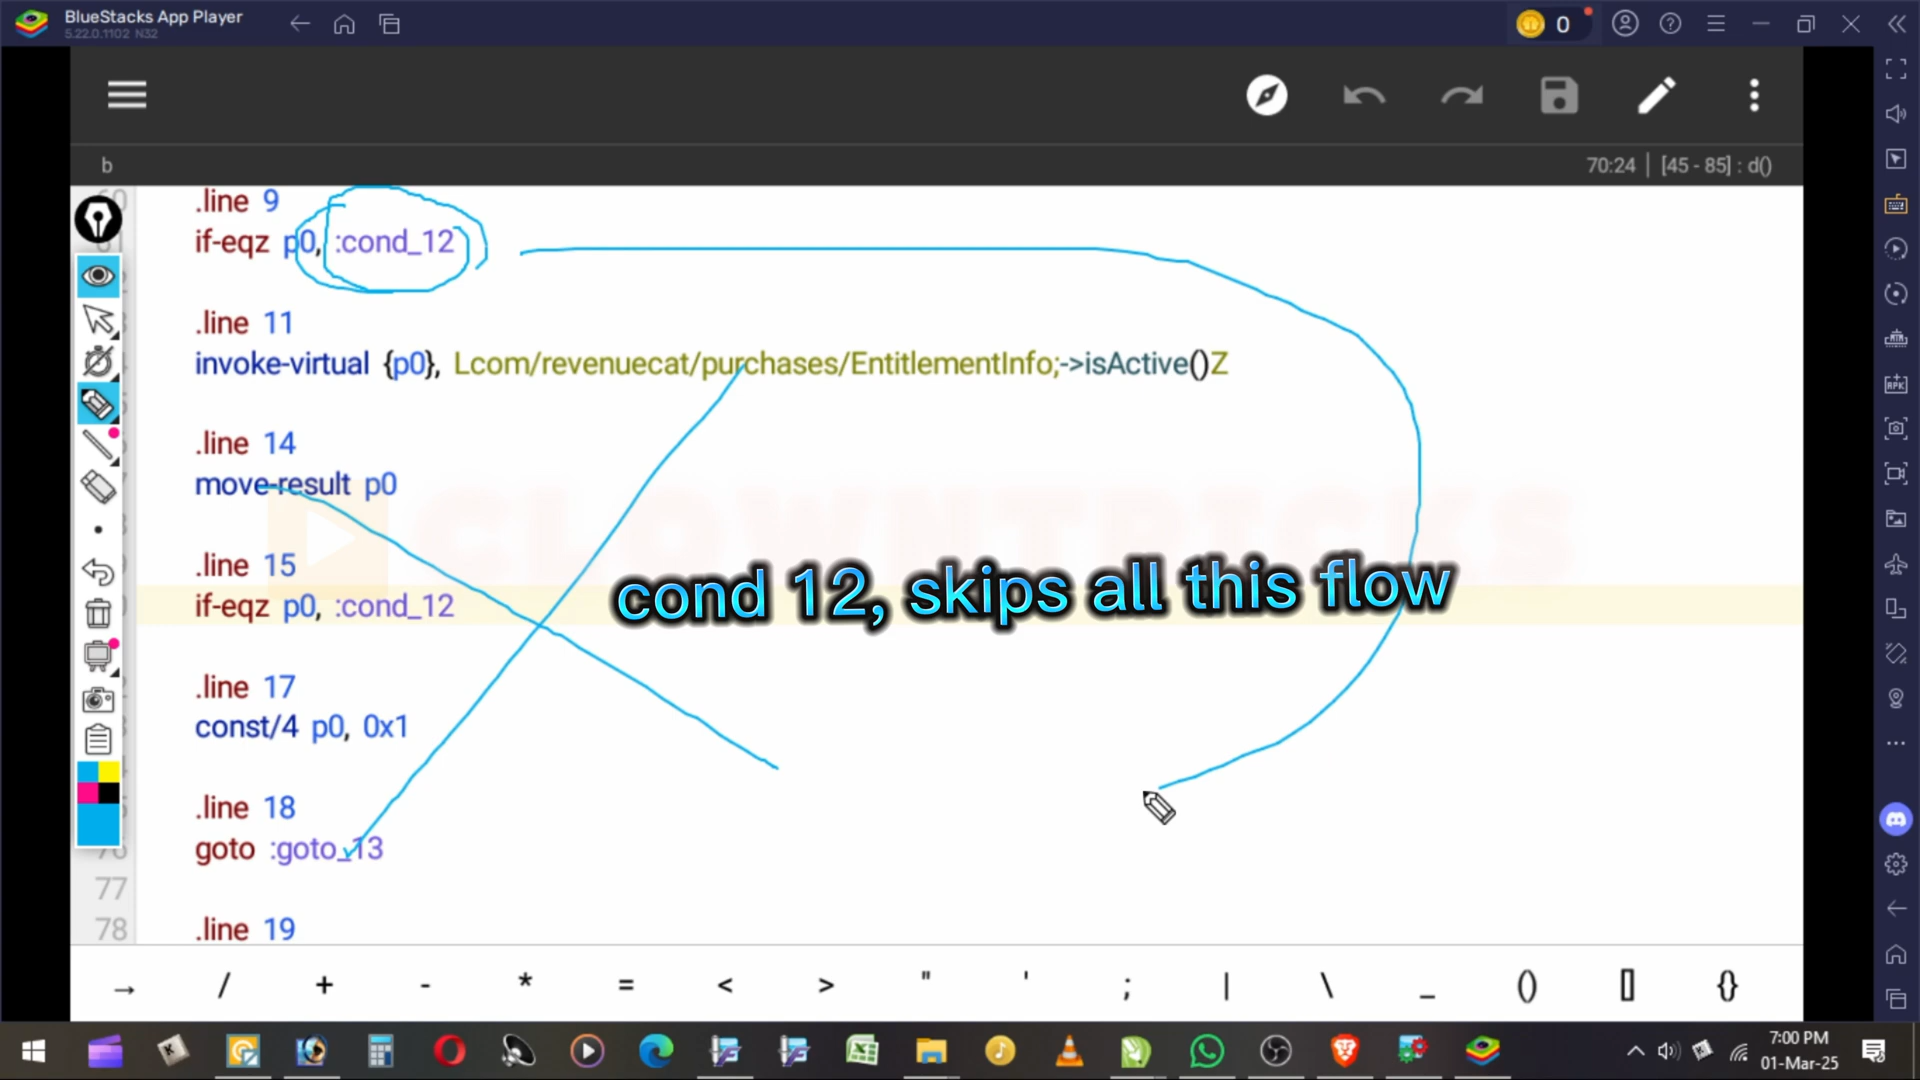 BlueStacks App Player
5.22.0.1102 N32
0
b
70:24 | [45 - 85] : d()
.line 9
if-eqz p0, :cond_12
.line 11
invoke-virtual {p0}, Lcom/revenuecat/purchases/EntitlementInfo;->isActive()Z
.line 14
move-result p0
CLOWNTRICKS
.line 15
cond 12, skips all this flow
if-eqz p0, :cond_12
.line 17
const/4 p0, 0x1
.line 18
goto :goto_13
77
78 .line 19
→ / + - * = < > " ' ; | \ _ () [] {}
7:00 PM
01-Mar-25